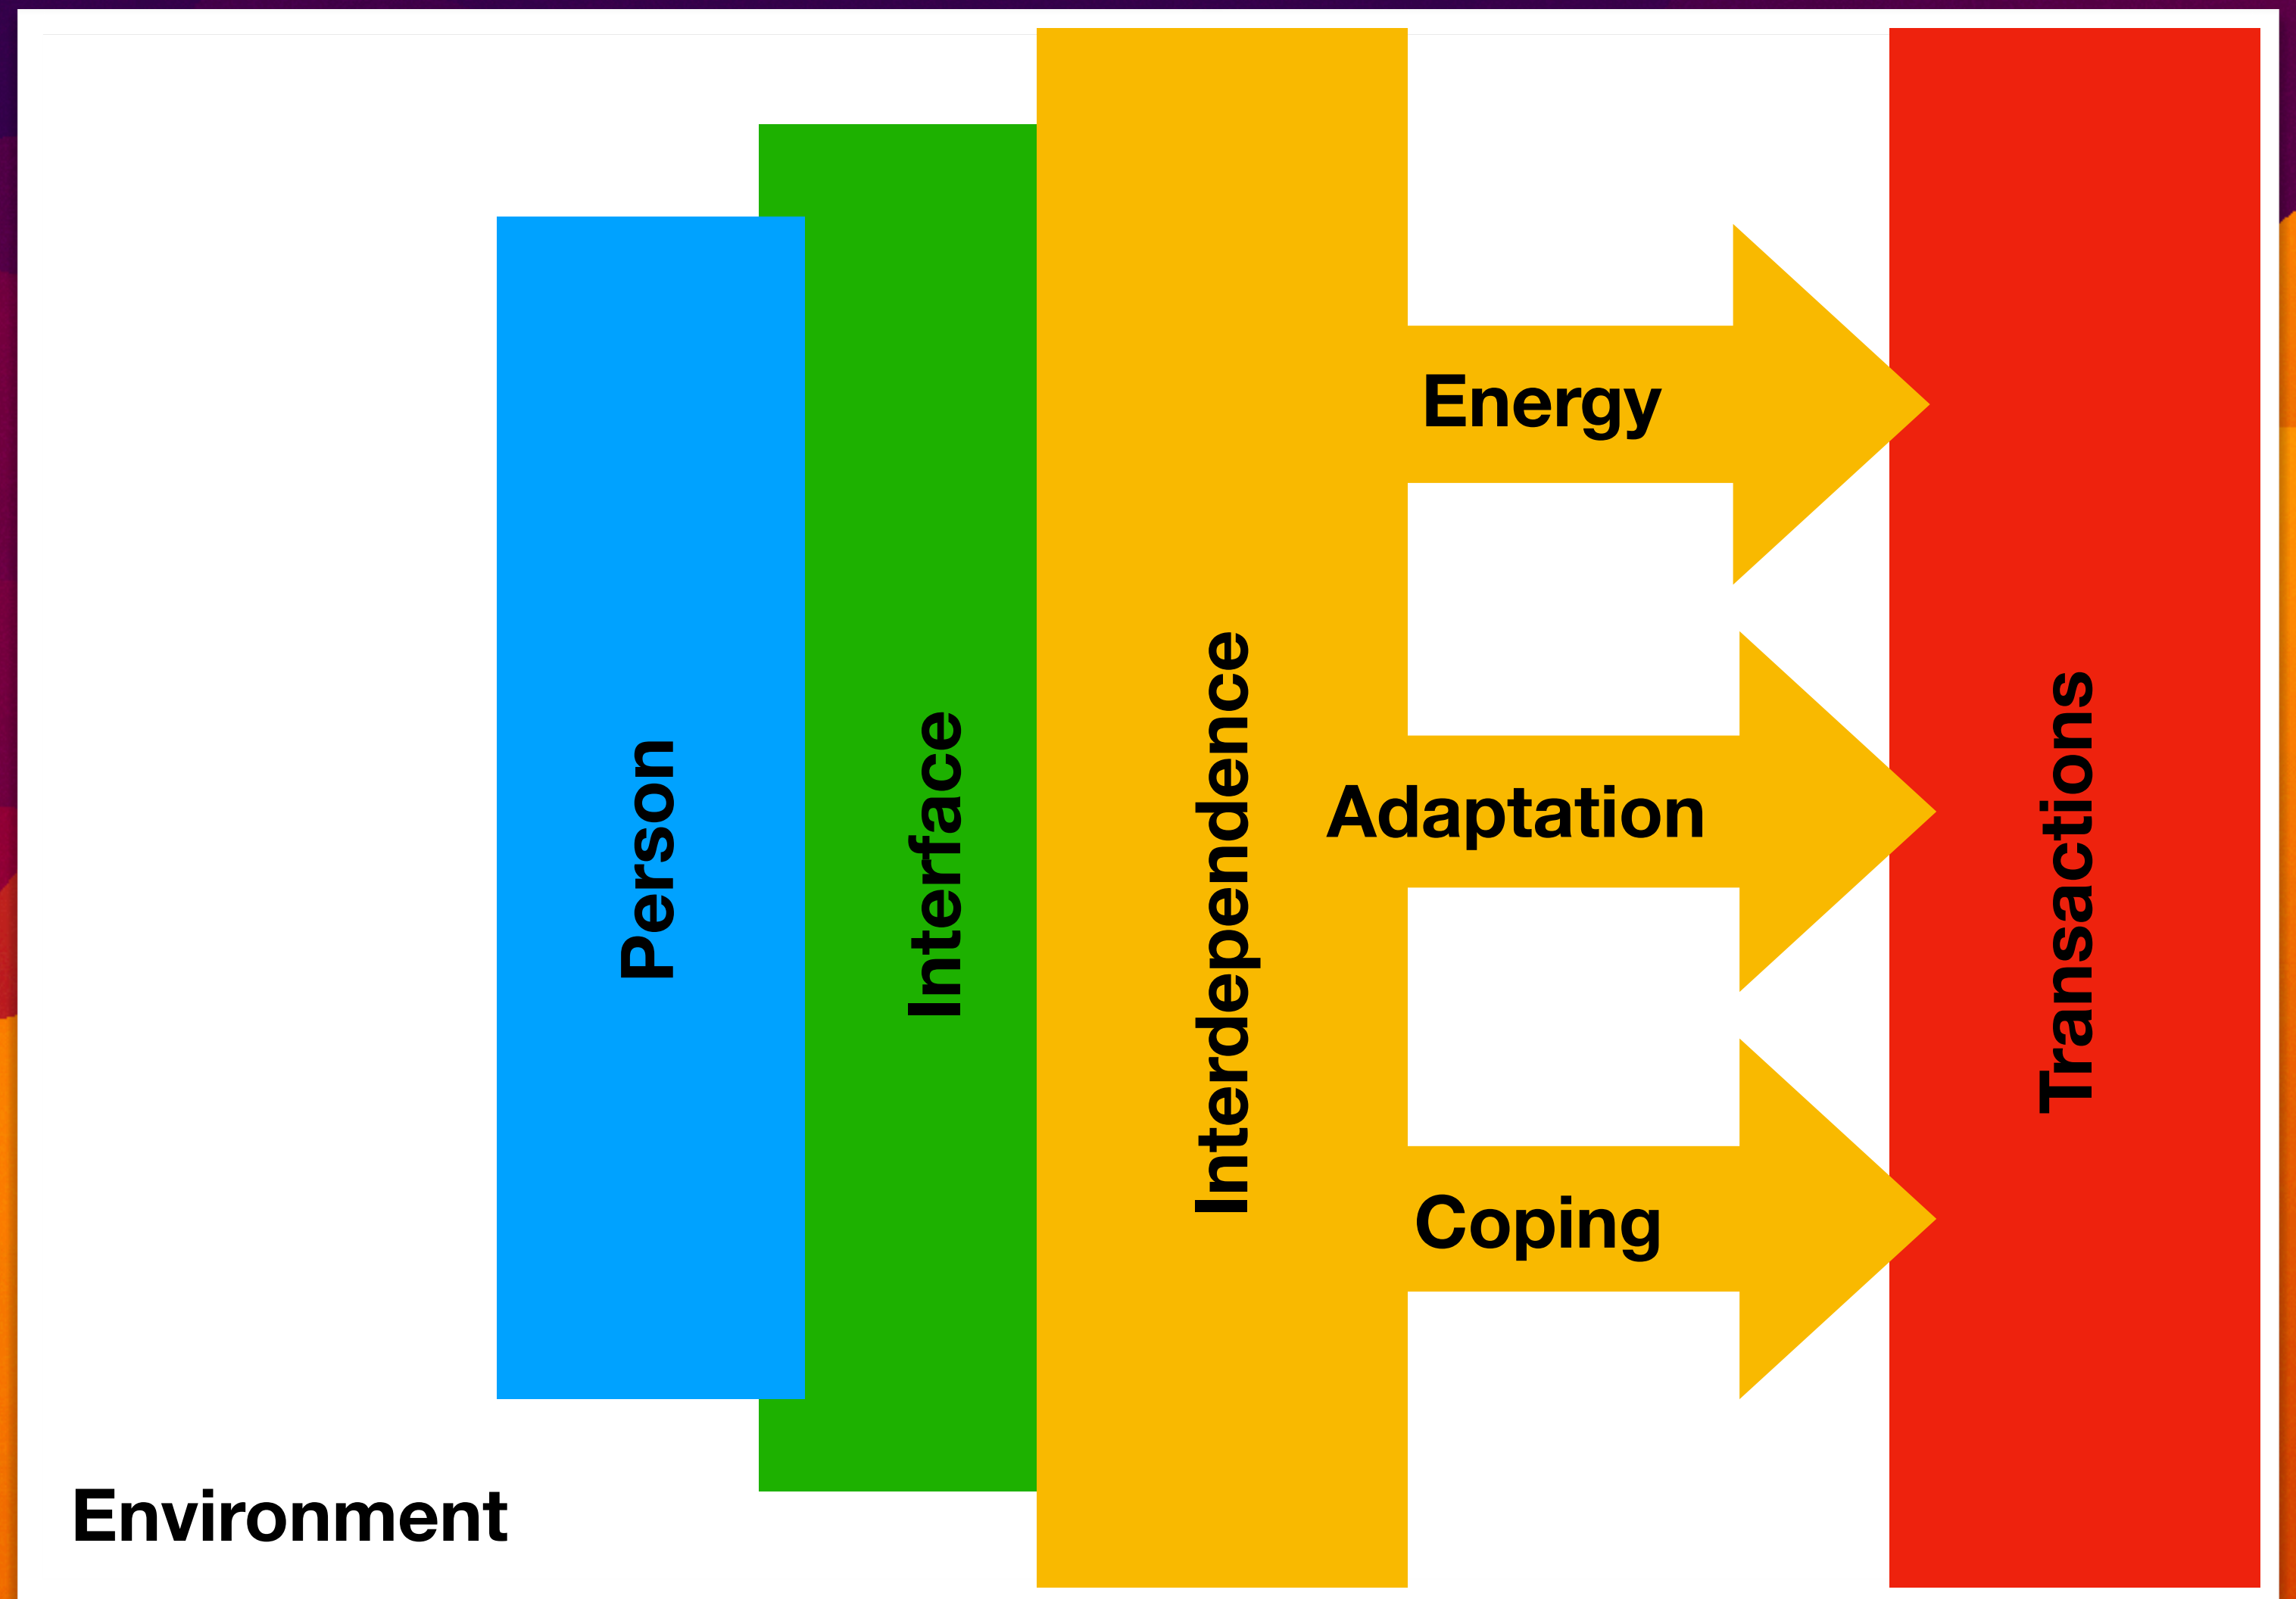 Person
Interface
Interdependence
Energy
Adaptation
Coping
Transactions
Environment